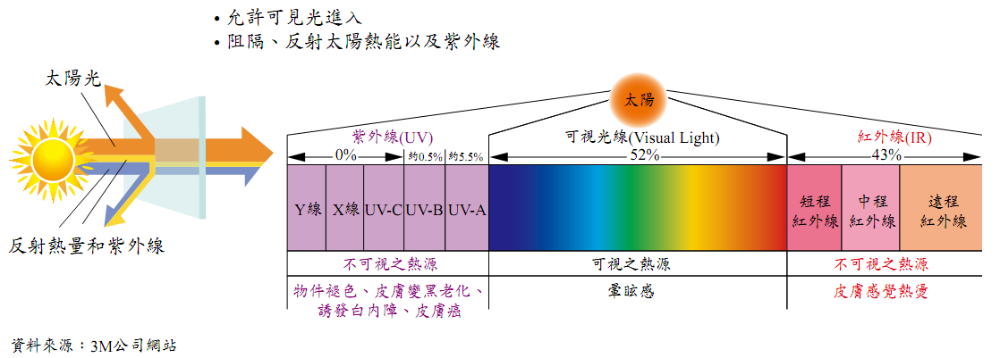 • 允許可見光進入
• 阻隔、反射太陽熱能以及紫外線
太陽光
反射熱量和紫外線
太陽
紫外線(UV)
可視光線(Visual Light)
紅外線(IR)
0%
約0.5%
約5.5%
52%
43%
Y線
X線
UV-C
UV-B
UV-A
短程
紅外線
中程
紅外線
遠程
紅外線
不可視之熱源
可視之熱源
不可視之熱源
物件褪色、皮膚變黑老化、
誘發白內障、皮膚癌
暈眩感
皮膚感覺熱燙
資料來源：3M公司網站